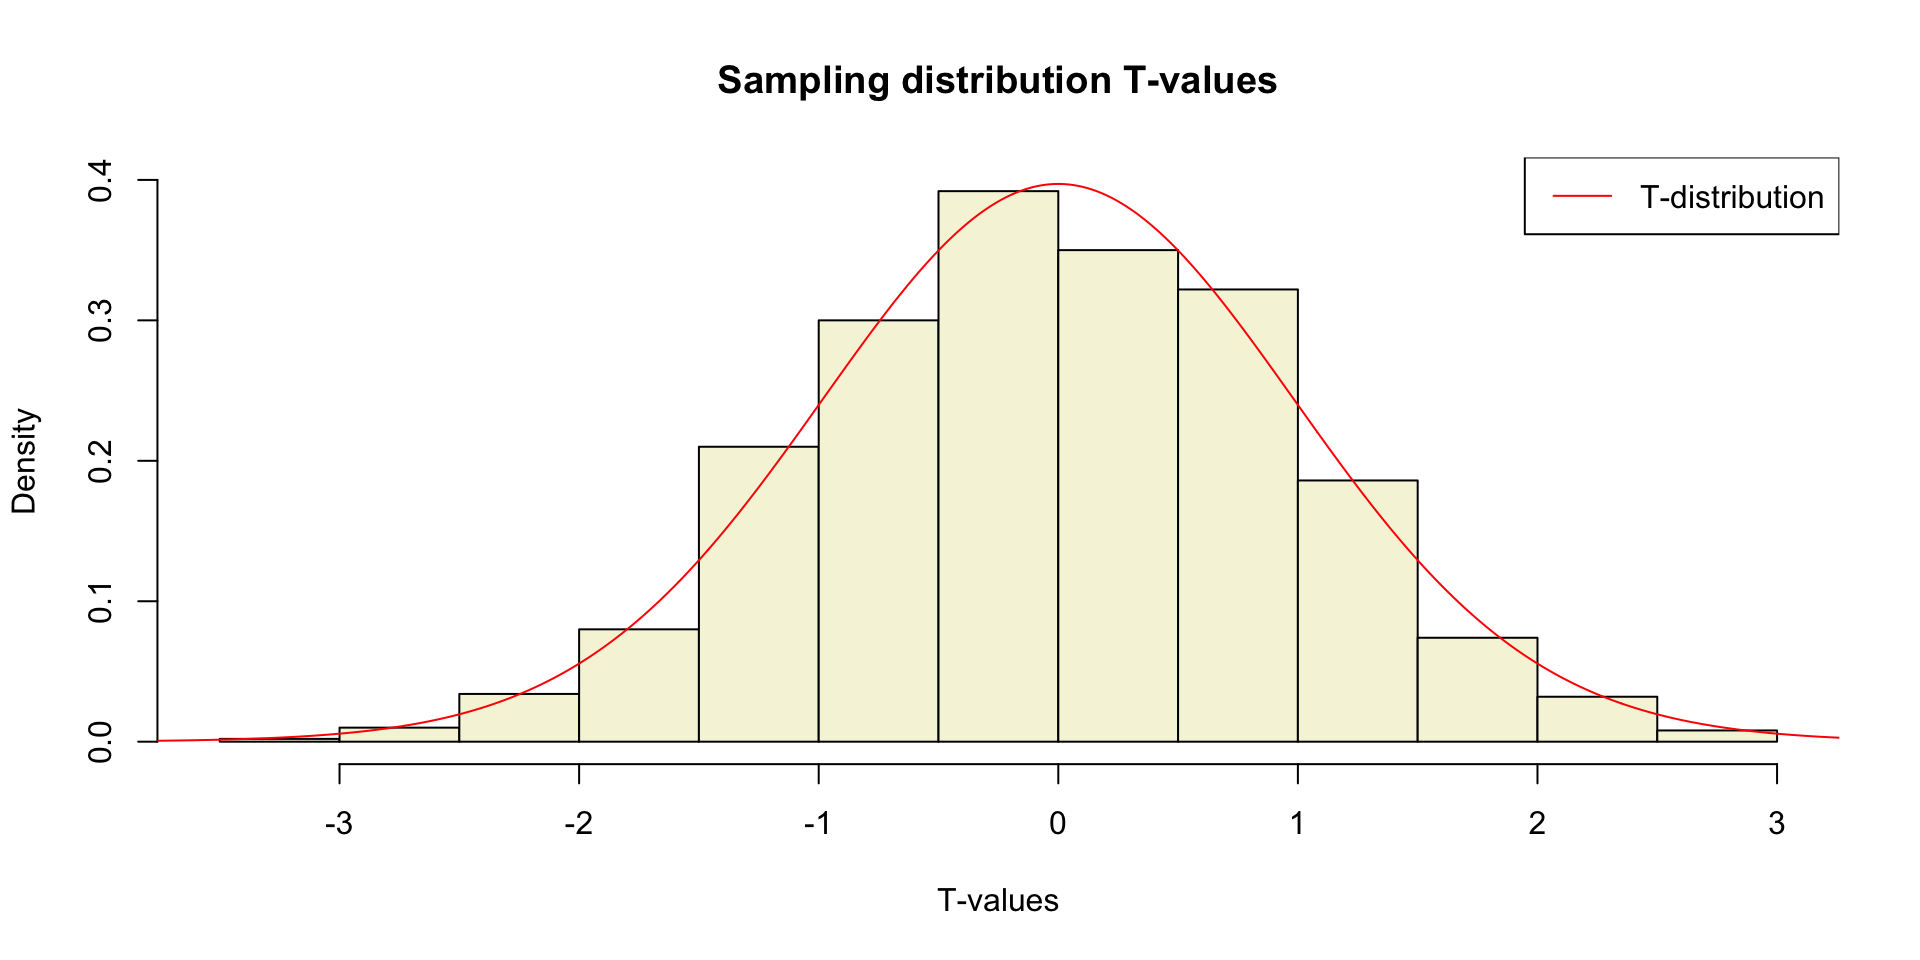 Sampling distribution T-values
T-distribution
Density
0.4
0.3
0.2
0.1
0.0
-3 -2 -1 0 1 2 3
T-values